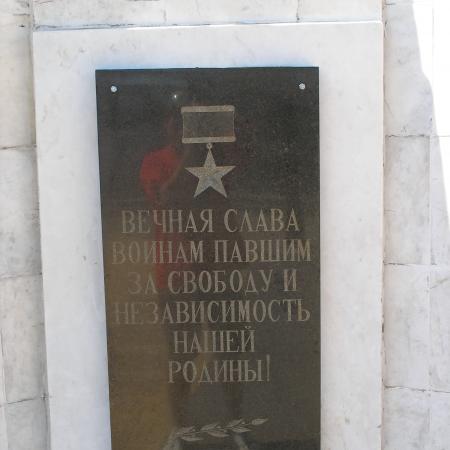 ВЕЧНАЯ СЛАВА
ВОИНАМ ПАВШИМ
ЗА СВОБОДУ И
НЕЗАВИСИМОСТЬ
НАШЕЙ
РОДИНЫ!